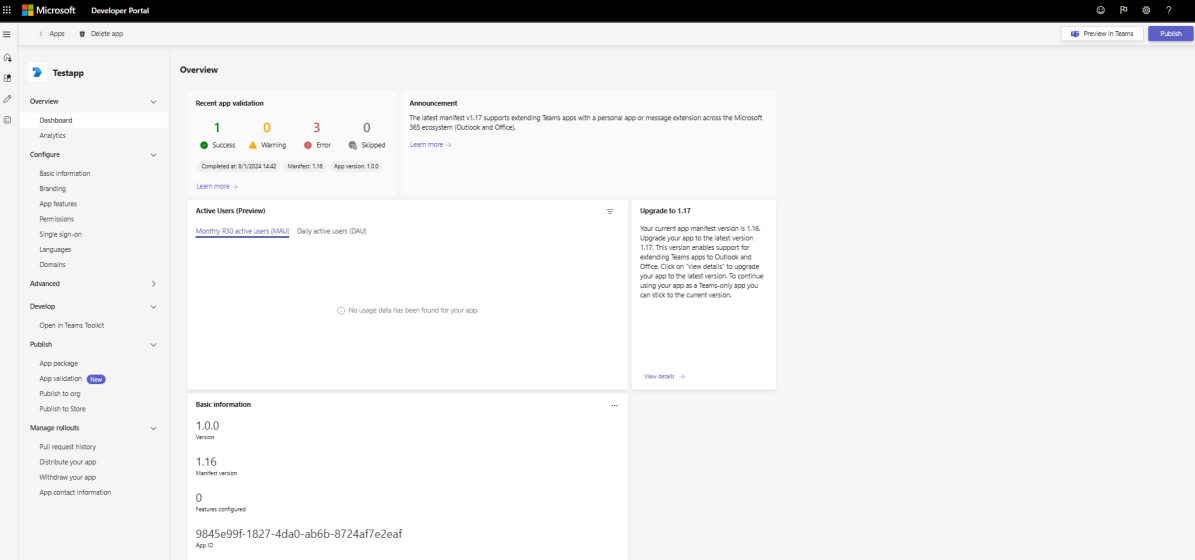 Microsoft Developer Portal
Apps
Delete app
Preview in Teams
Publish
Testapp
Overview
Dashboard
Analytics
Configure
Basic information
Branding
App features
Permissions
Single sign-on
Languages
Domains
Advanced
Develop
Open in Teams Toolkit
Publish
App package
App validation New
Publish to org
Publish to Store
Manage rollouts
Pull request history
Distribute your app
Withdraw your app
App contact information
Overview
Recent app validation
1 0 3 0
Success Warning Error Skipped
Completed at: 8/1/2024 14:42 Manifest: 1.16 App version: 1.0.0
Learn more
Announcement
The latest manifest v1.17 supports extending Teams apps with a personal app or message extension across the Microsoft
365 ecosystem (Outlook and Office).
Learn more
Active Users (Preview)
Monthly R30 active users (MAU) Daily active users (DAU)
No usage data has been found for your app.
Upgrade to 1.17
Your current app manifest version is 1.16.
Upgrade your app to the latest version
1.17. This version enables support for
extending Teams apps to Outlook and
Office. Click on "view details" to upgrade
your app to the latest version. To continue
using your app as a Teams-only app you
can stick to the current version.
View details
Basic information
1.0.0
Version
1.16
Manifest version
0
Features configured
9845e99f-1827-4da0-ab6b-8724af7e2eaf
App ID